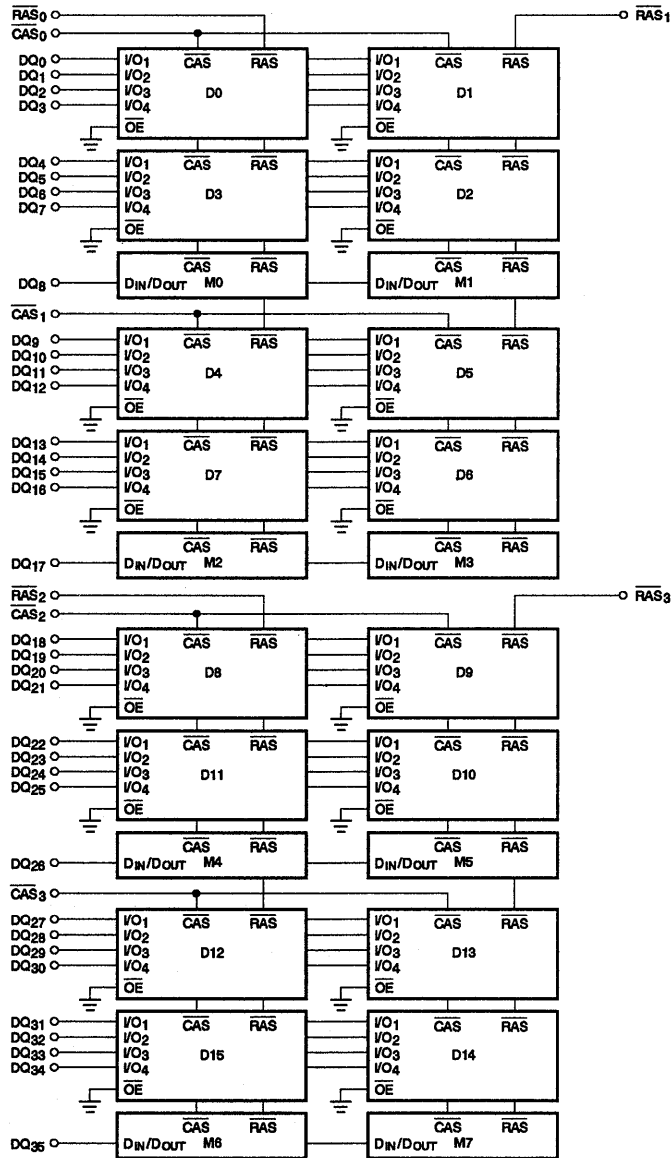 RAS0 RAS1
CAS0
DQ0 I/O1 CAS RAS I/O1 CAS RAS
DQ1 I/O2 I/O2
DQ2 I/O3 D0 I/O3 D1
DQ3 I/O4 I/O4
OE OE
DQ4 I/O1 CAS RAS I/O1 CAS RAS
DQ5 I/O2 I/O2
DQ6 I/O3 D3 I/O3 D2
DQ7 I/O4 I/O4
OE OE
CAS RAS CAS RAS
DQ8 DIN/DOUT M0 DIN/DOUT M1
CAS1
DQ9 I/O1 CAS RAS I/O1 CAS RAS
DQ10 I/O2 I/O2
DQ11 I/O3 D4 I/O3 D5
DQ12 I/O4 I/O4
OE OE
DQ13 I/O1 CAS RAS I/O1 CAS RAS
DQ14 I/O2 I/O2
DQ15 I/O3 D7 I/O3 D6
DQ16 I/O4 I/O4
OE OE
CAS RAS CAS RAS
DQ17 DIN/DOUT M2 DIN/DOUT M3
RAS2 RAS3
CAS2
DQ18 I/O1 CAS RAS I/O1 CAS RAS
DQ19 I/O2 I/O2
DQ20 I/O3 D8 I/O3 D9
DQ21 I/O4 I/O4
OE OE
DQ22 I/O1 CAS RAS I/O1 CAS RAS
DQ23 I/O2 I/O2
DQ24 I/O3 D11 I/O3 D10
DQ25 I/O4 I/O4
OE OE
CAS RAS CAS RAS
DQ26 DIN/DOUT M4 DIN/DOUT M5
CAS3
DQ27 I/O1 CAS RAS I/O1 CAS RAS
DQ28 I/O2 I/O2
DQ29 I/O3 D12 I/O3 D13
DQ30 I/O4 I/O4
OE OE
DQ31 I/O1 CAS RAS I/O1 CAS RAS
DQ32 I/O2 I/O2
DQ33 I/O3 D15 I/O3 D14
DQ34 I/O4 I/O4
OE OE
CAS RAS CAS RAS
DQ35 DIN/DOUT M6 DIN/DOUT M7